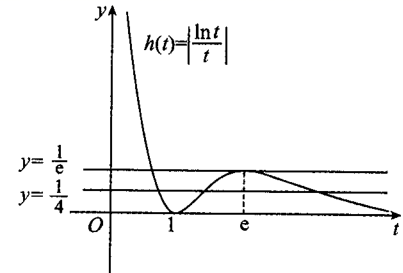 y
h(t)=|ln t/t|
y= 1/e
y= 1/4
O 1 e t